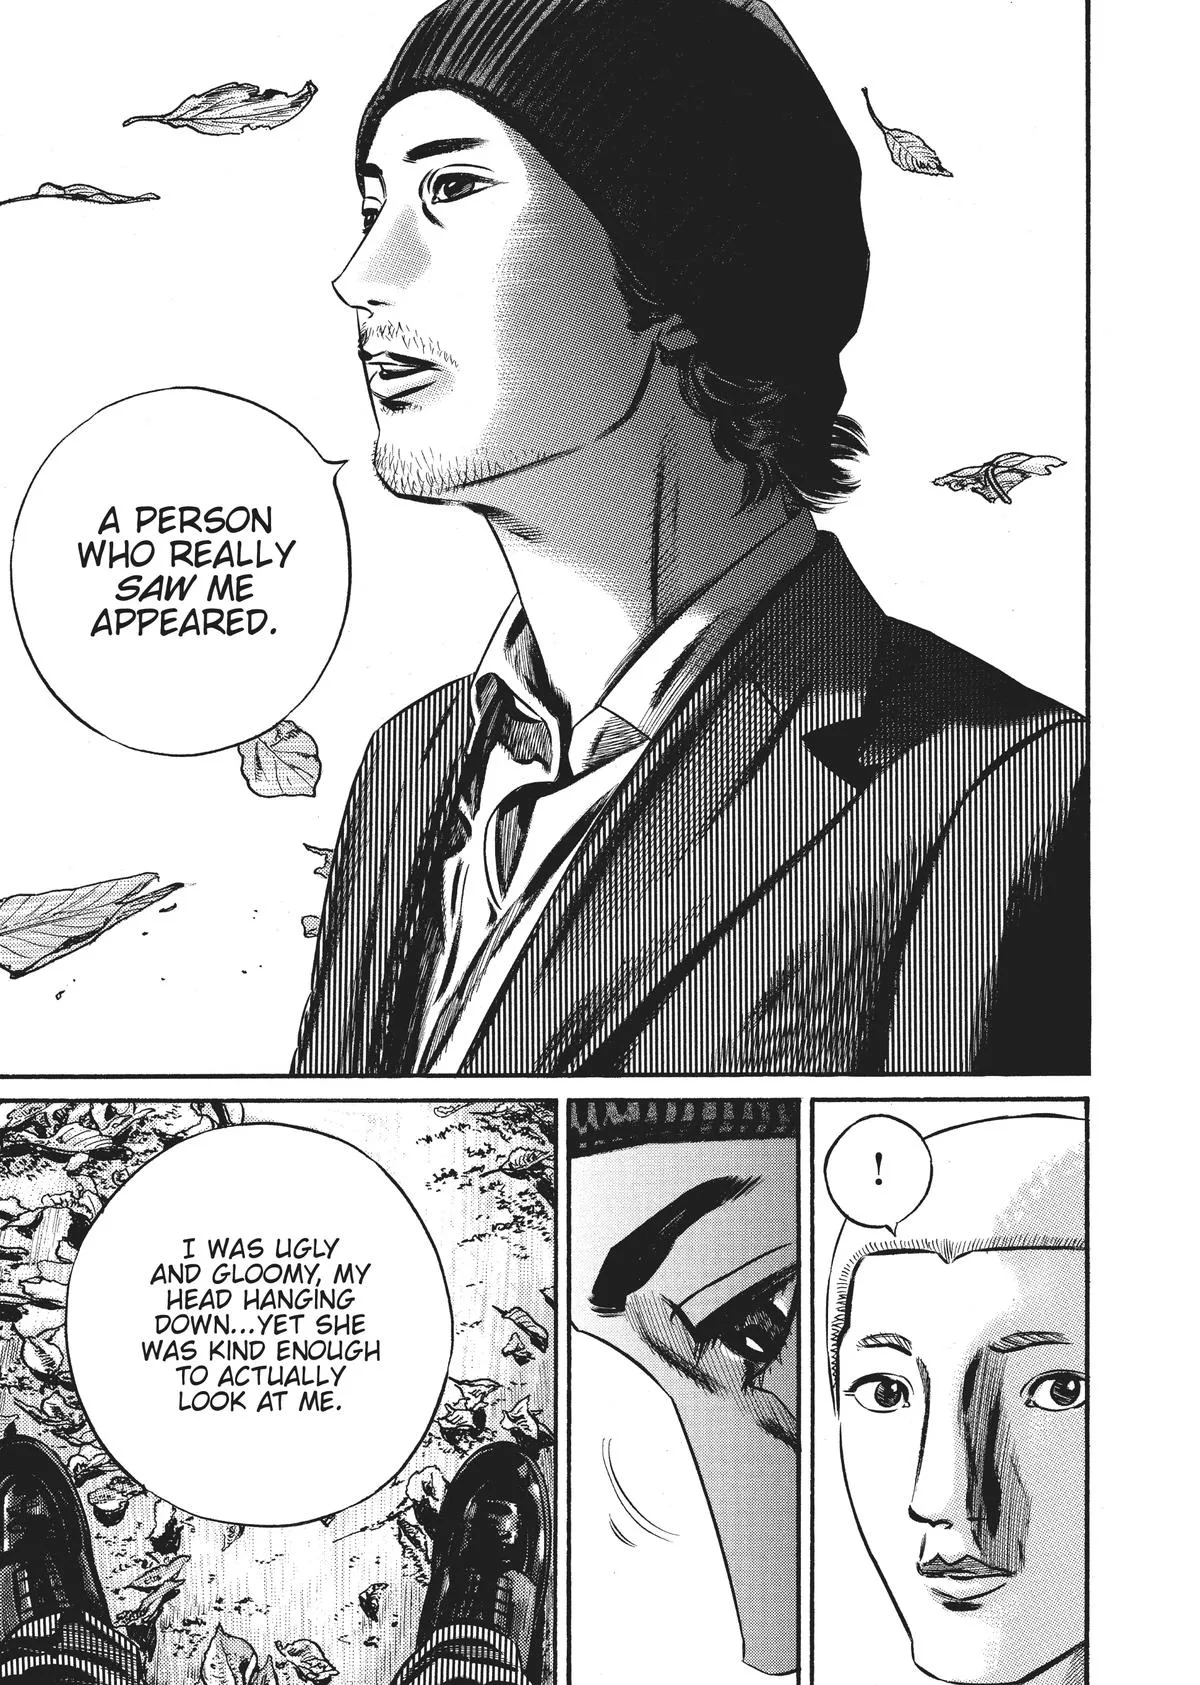 A PERSON
WHO REALLY
SAW ME
APPEARED.
!
I WAS UGLY
AND GLOOMY, MY
HEAD HANGING
DOWN...YET SHE
WAS KIND ENOUGH
TO ACTUALLY
LOOK AT ME.